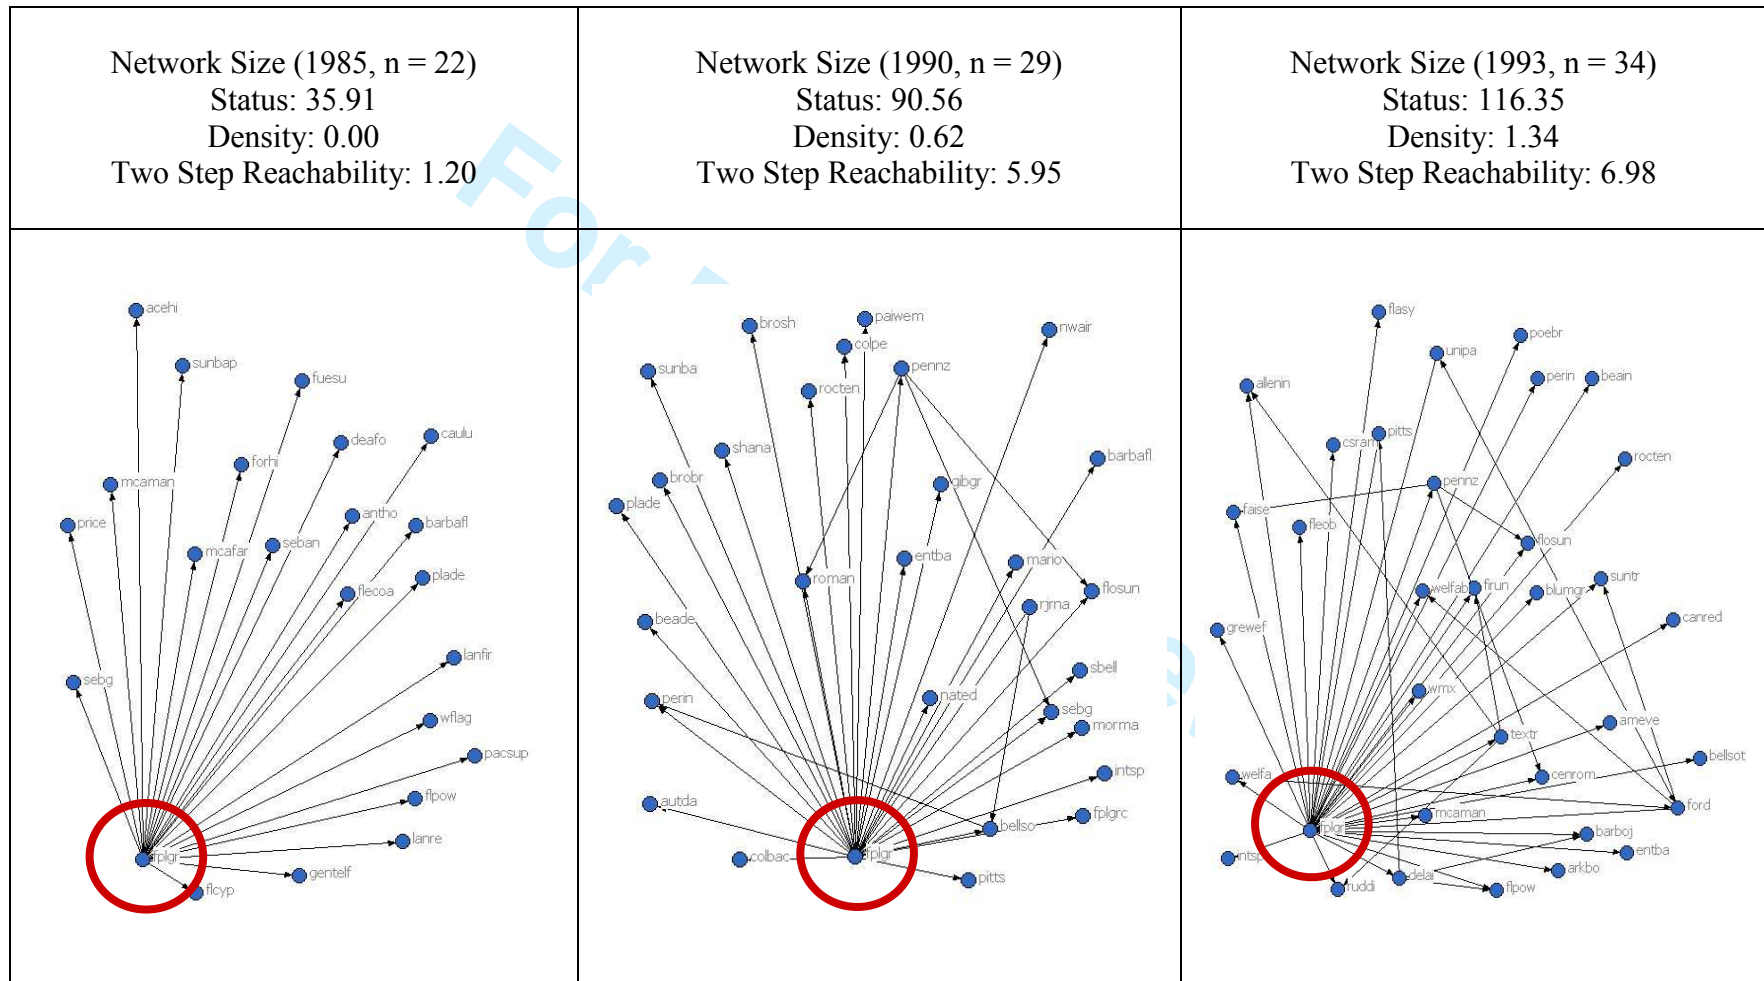 Network Size (1985, n = 22)
Status: 35.91
Density: 0.00
Two Step Reachability: 1.20
Network Size (1990, n = 29)
Status: 90.56
Density: 0.62
Two Step Reachability: 5.95
Network Size (1993, n = 34)
Status: 116.35
Density: 1.34
Two Step Reachability: 6.98
For
acehi
sunbap
fuesu
deafo
caulu
forhi
mcaman
price
antho
barbafl
mcafar
seban
plade
flecoa
lanfir
sebg
wflag
pacsup
flpow
lanre
fplgr
gentelf
flcyp
brosh
paiwem
nwair
colpe
sunba
pennz
rocten
shana
barbafl
brobr
gibgr
plade
entba
mario
roman
flosun
rjrna
beade
sbell
perin
nated
sebg
morma
intsp
autda
fplgrc
bellso
colbac
fplgr
pitts
flasy
poebr
unipa
allenin
perin
beain
pitts
csram
rocten
pennz
faise
fleob
flosun
suntr
welfab
firun
blumgr
canred
grewef
wmx
ameve
textr
bellsot
welfa
cenrom
ford
mcaman
fplgr
barboj
entba
intsp
arkbo
delai
ruddi
flpow